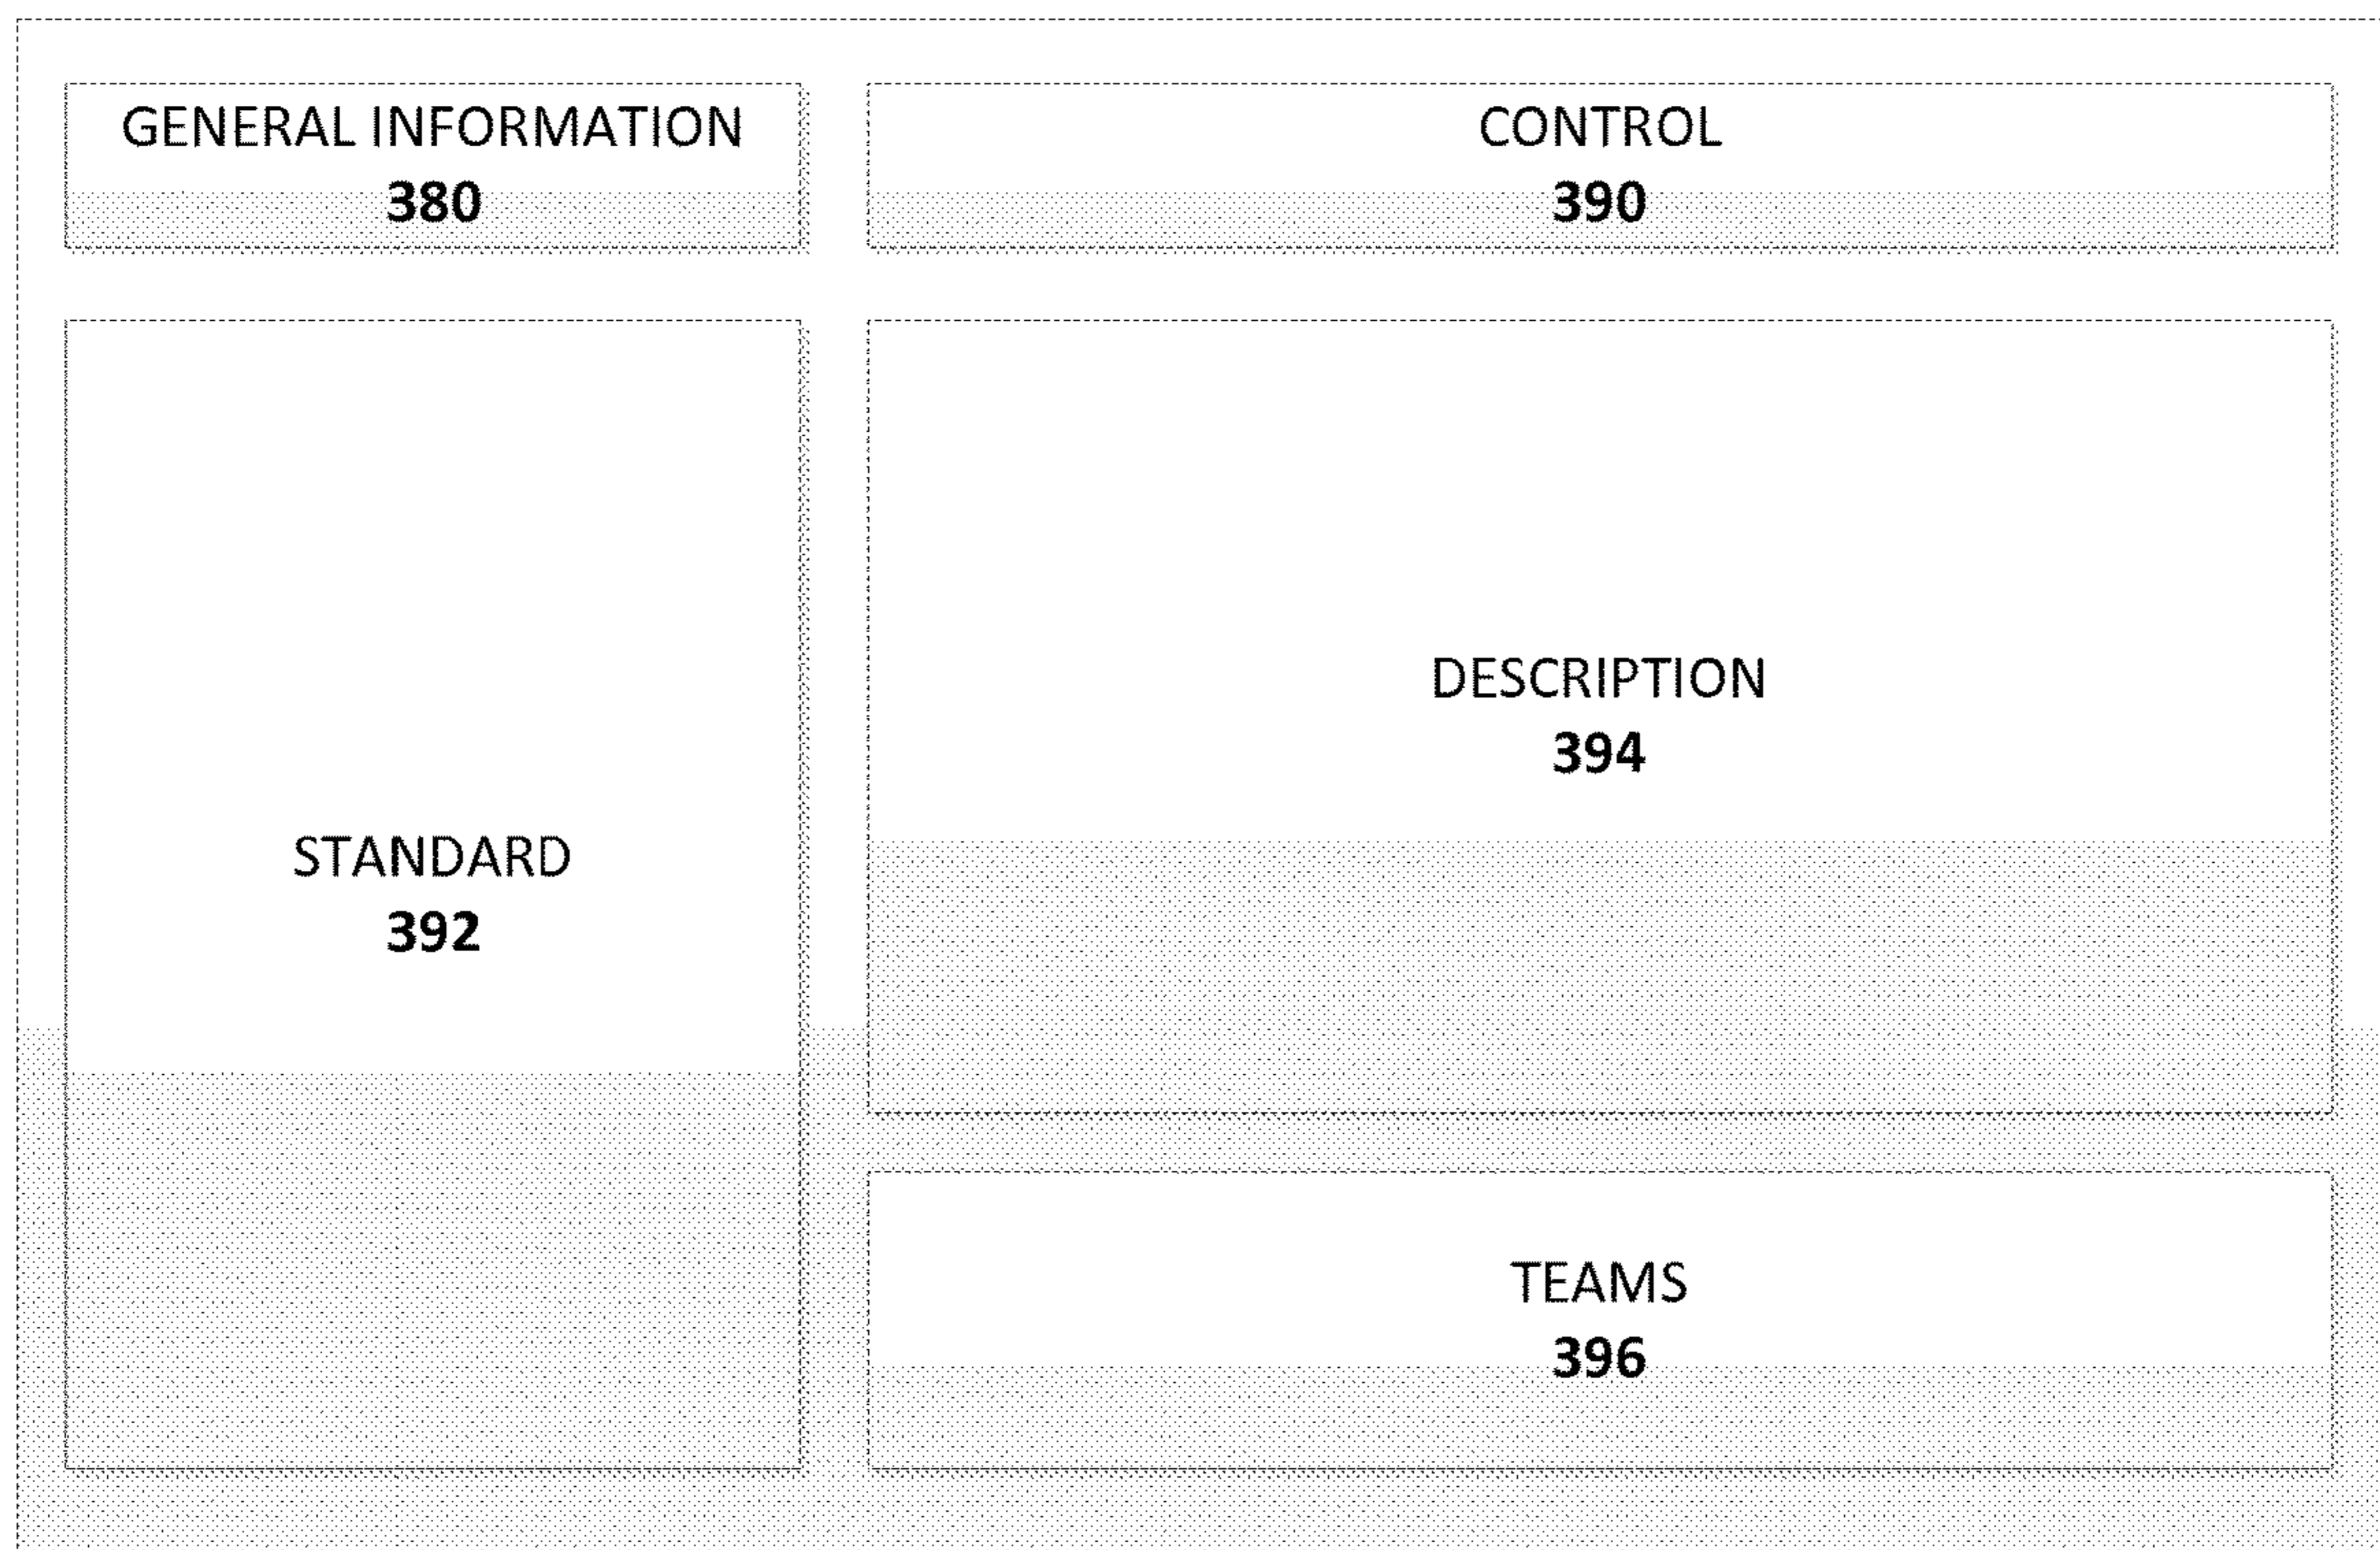 GENERAL INFORMATION
380
CONTROL
390
STANDARD
392
DESCRIPTION
394
TEAMS
396